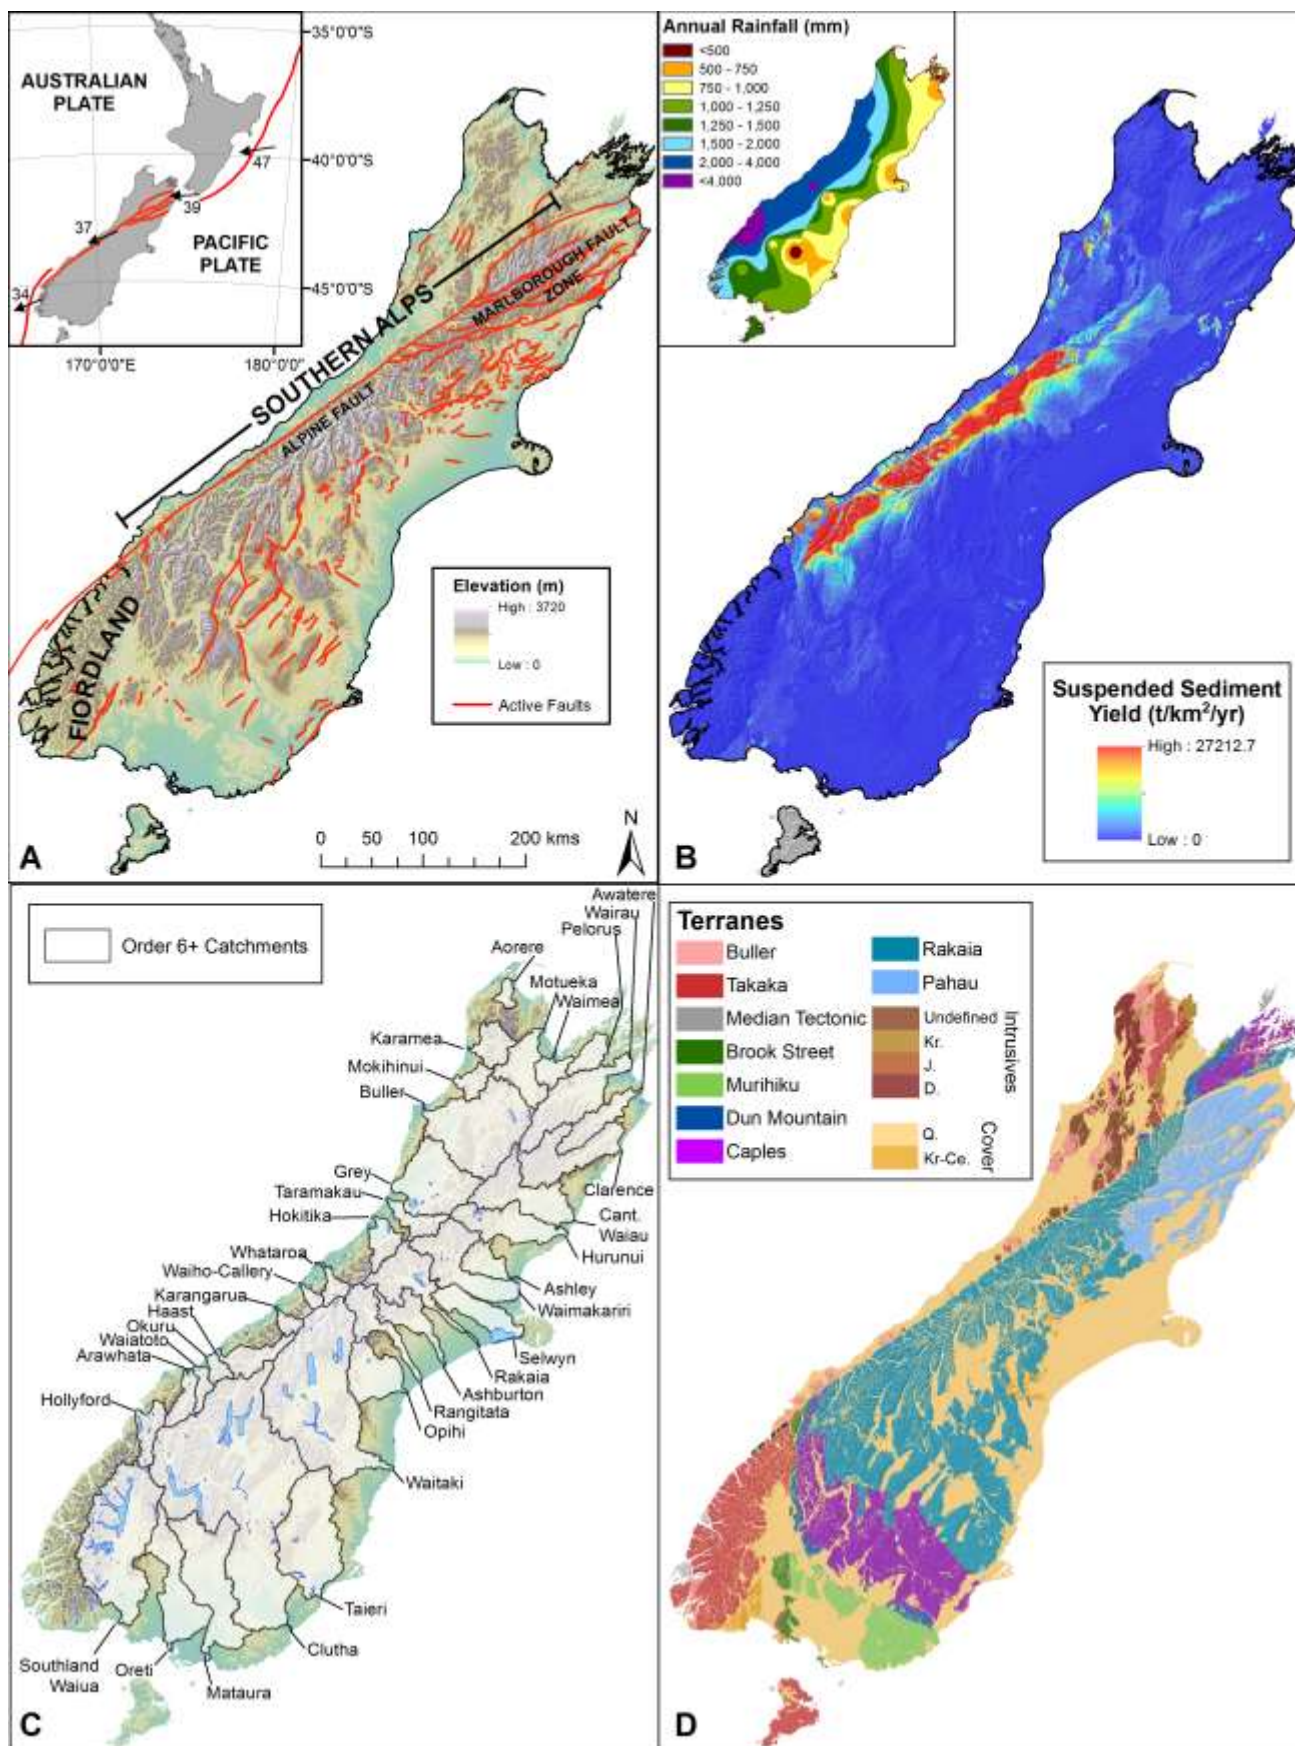 AUSTRALIAN
PLATE
PACIFIC
PLATE
47
39
37
34
35°0'0"S
40°0'0"S
45°0'0"S
170°0'0"E
180°0'0"E
SOUTHERN ALPS
MARLBOROUGH FAULT
ZONE
ALPINE FAULT
FIORDLAND
Elevation (m)
High : 3720
Low : 0
Active Faults
0 50 100 200 kms
N
A
Annual Rainfall (mm)
<500
500 - 750
750 - 1,000
1,000 - 1,250
1,250 - 1,500
1,500 - 2,000
2,000 - 4,000
<4,000
Suspended Sediment
Yield (t/km²/yr)
High : 27212.7
Low : 0
B
Order 6+ Catchments
Awatere
Wairau
Pelorus
Aorere
Motueka
Waimea
Karamea
Mokihinui
Buller
Grey
Taramakau
Hokitika
Whataroa
Waiho-Callery
Karangarua
Haast
Okuru
Waiatoto
Arawhata
Hollyford
Clarence
Cant.
Waiau
Hurunui
Ashley
Waimakariri
Selwyn
Rakaia
Ashburton
Rangitata
Opihi
Waitaki
Taieri
Clutha
Mataura
Oreti
Southland
Waiua
C
Terranes
Buller
Takaka
Median Tectonic
Brook Street
Murihiku
Dun Mountain
Caples
Rakaia
Pahau
Undefined
Kr.
J.
D.
Intrusives
Q.
Kr-Ce.
Cover
D